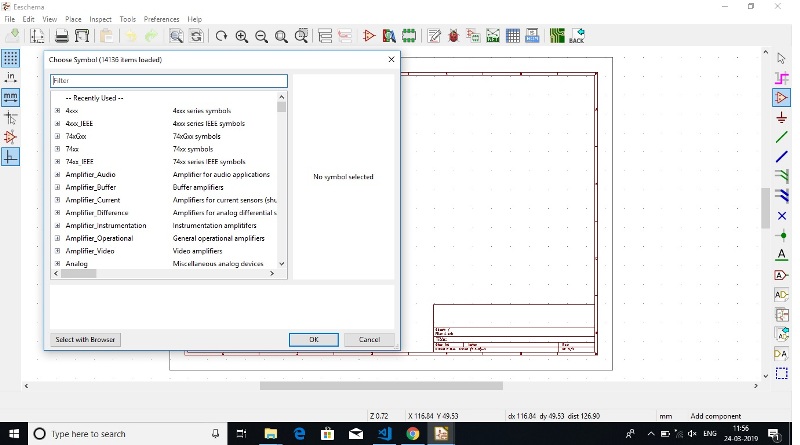 Eeschema
File Edit View Place Inspect Tools Preferences Help
BACK
Choose Symbol (14136 items loaded)
Filter
-- Recently Used --
4xxx 4xxx series symbols
4xxx_IEEE 4xxx series IEEE symbols
74xGxx 74xGxx symbols
74xx 74xx symbols
74xx_IEEE 74xx series IEEE symbols
Amplifier_Audio Amplifier for audio applications
Amplifier_Buffer Buffer amplifiers
Amplifier_Current Amplifiers for current sensors (shu
Amplifier_Difference Amplifiers for analog differential s
Amplifier_Instrumentation Instrumentation amplitifers
Amplifier_Operational General operational amplifiers
Amplifier_Video Video amplifiers
Analog Miscellaneous analog devices
No symbol selected
Select with Browser OK Cancel
in
mm
Z 0.72 X 116.84 Y 49.53 dx 116.84 dy 49.53 dist 126.90 mm Add component
Type here to search
ENG
11:56
24-03-2019